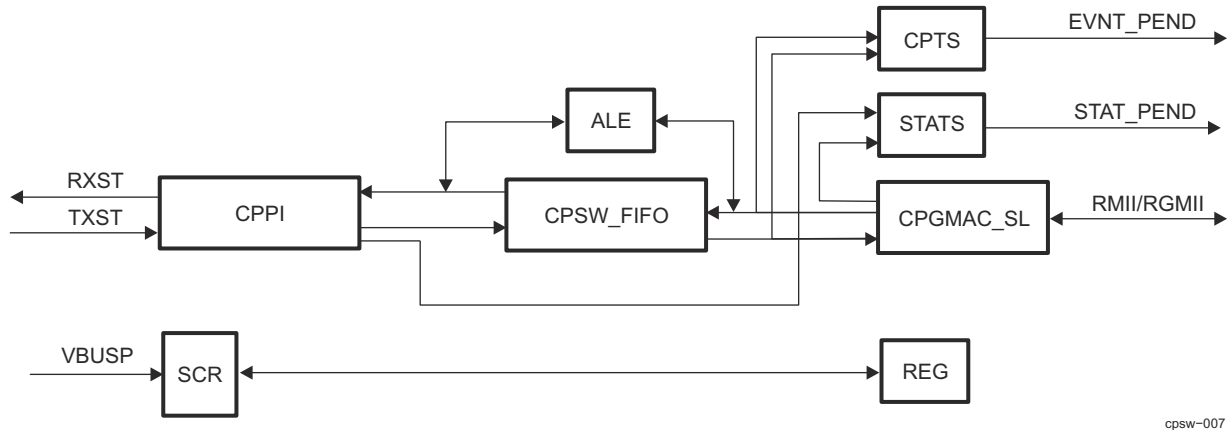 CPTS
EVNT_PEND
ALE
STATS
STAT_PEND
RXST
TXST
CPPI
CPSW_FIFO
CPGMAC_SL
RMII/RGMII
VBUSP
SCR
REG
cpsw−007